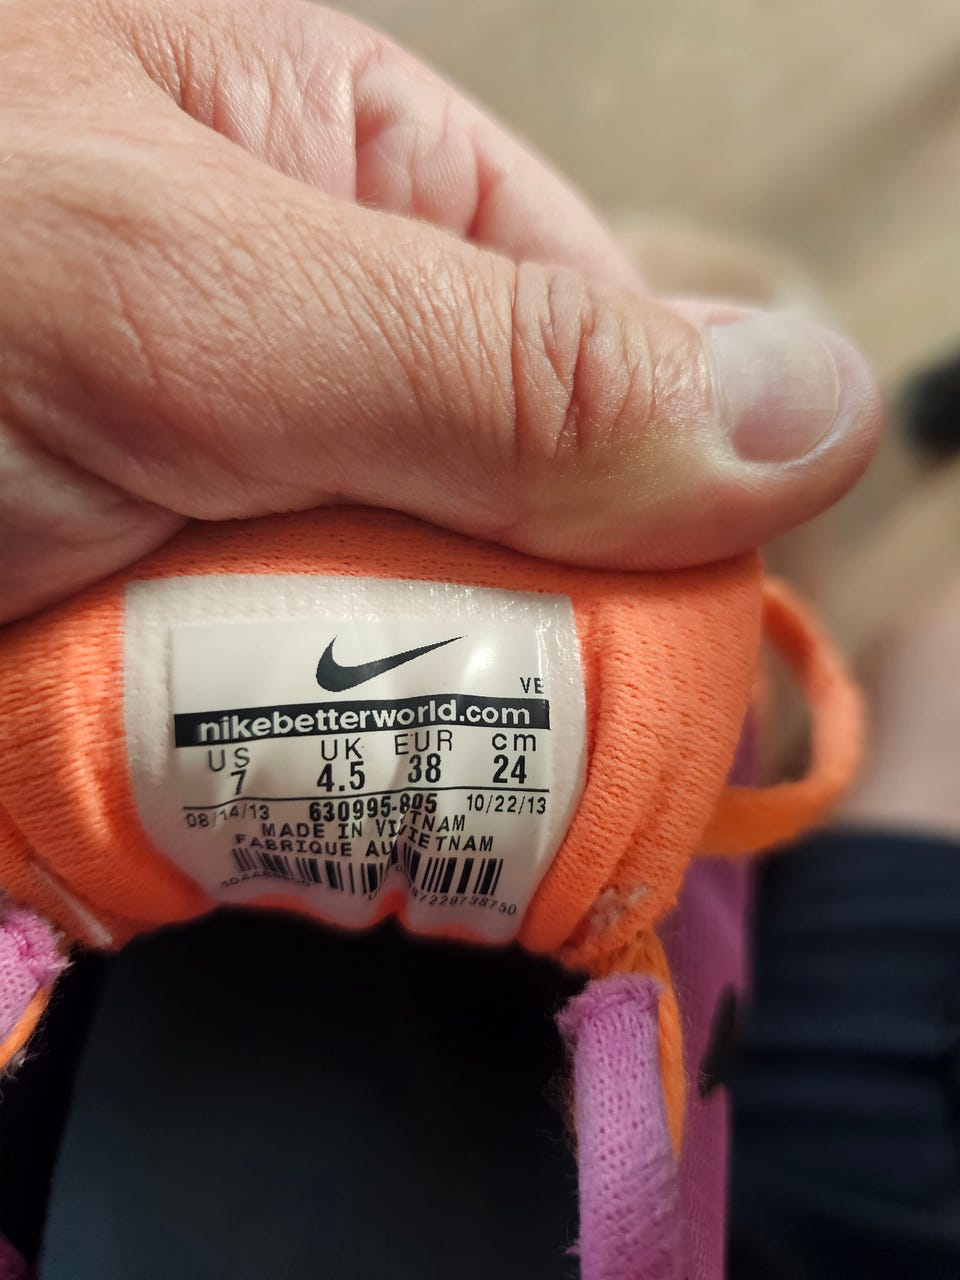 VE
nikebetterworld.com
US UK EUR cm
7 4.5 38 24
08/14/13 630995-805 10/22/13
MADE IN VIETNAM
FABRIQUE AU VIETNAM